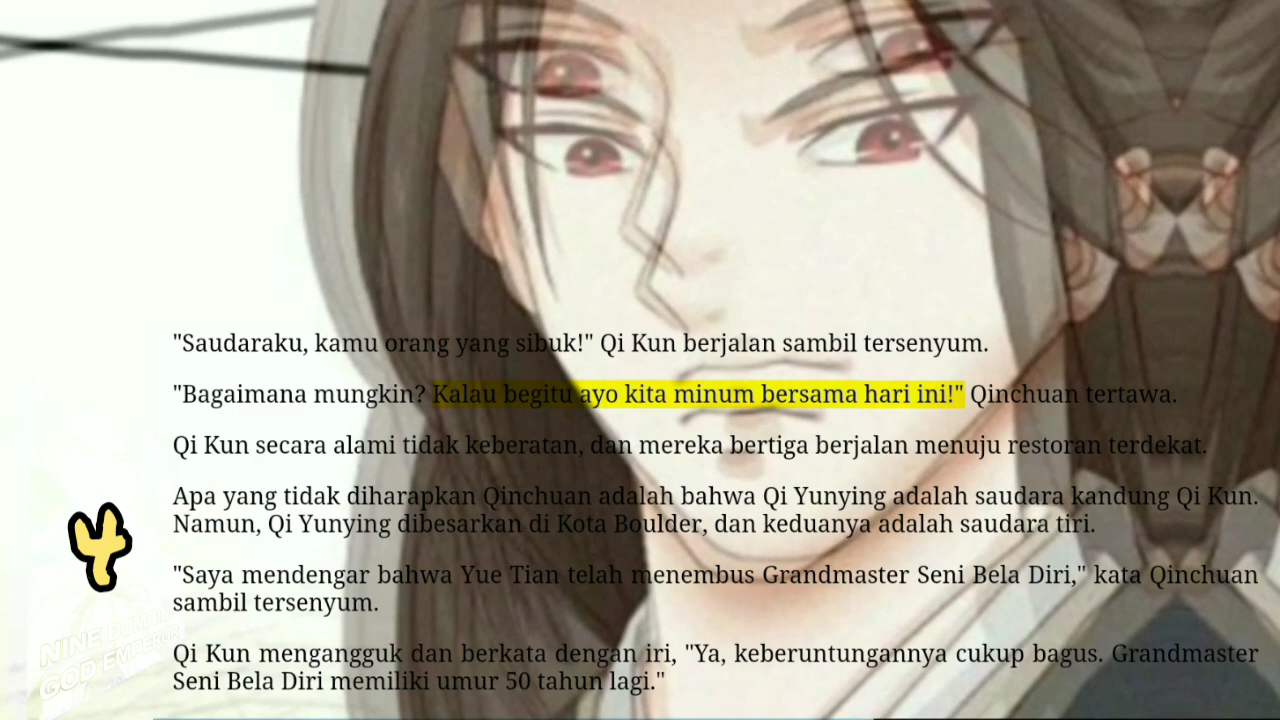 "Saudaraku, kamu orang yang sibuk!" Qi Kun berjalan sambil tersenyum.
"Bagaimana mungkin? Kalau begitu ayo kita minum bersama hari ini!" Qinchuan tertawa.
Qi Kun secara alami tidak keberatan, dan mereka bertiga berjalan menuju restoran terdekat.
Apa yang tidak diharapkan Qinchuan adalah bahwa Qi Yunying adalah saudara kandung Qi Kun.
Namun, Qi Yunying dibesarkan di Kota Boulder, dan keduanya adalah saudara tiri.
"Saya mendengar bahwa Yue Tian telah menembus Grandmaster Seni Bela Diri," kata Qinchuan
sambil tersenyum.
Qi Kun mengangguk dan berkata dengan iri, "Ya, keberuntungannya cukup bagus. Grandmaster
Seni Bela Diri memiliki umur 50 tahun lagi."
NINE
GOD EMPEROR